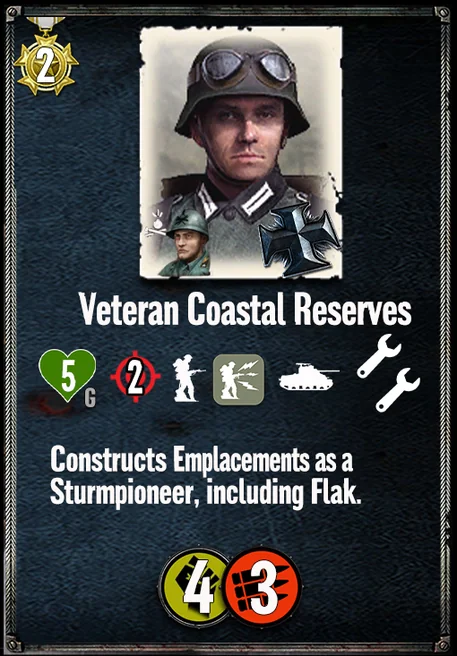 2
Veteran Coastal Reserves
5 G 2
Constructs Emplacements as a
Sturmpioneer, including Flak.
4 3